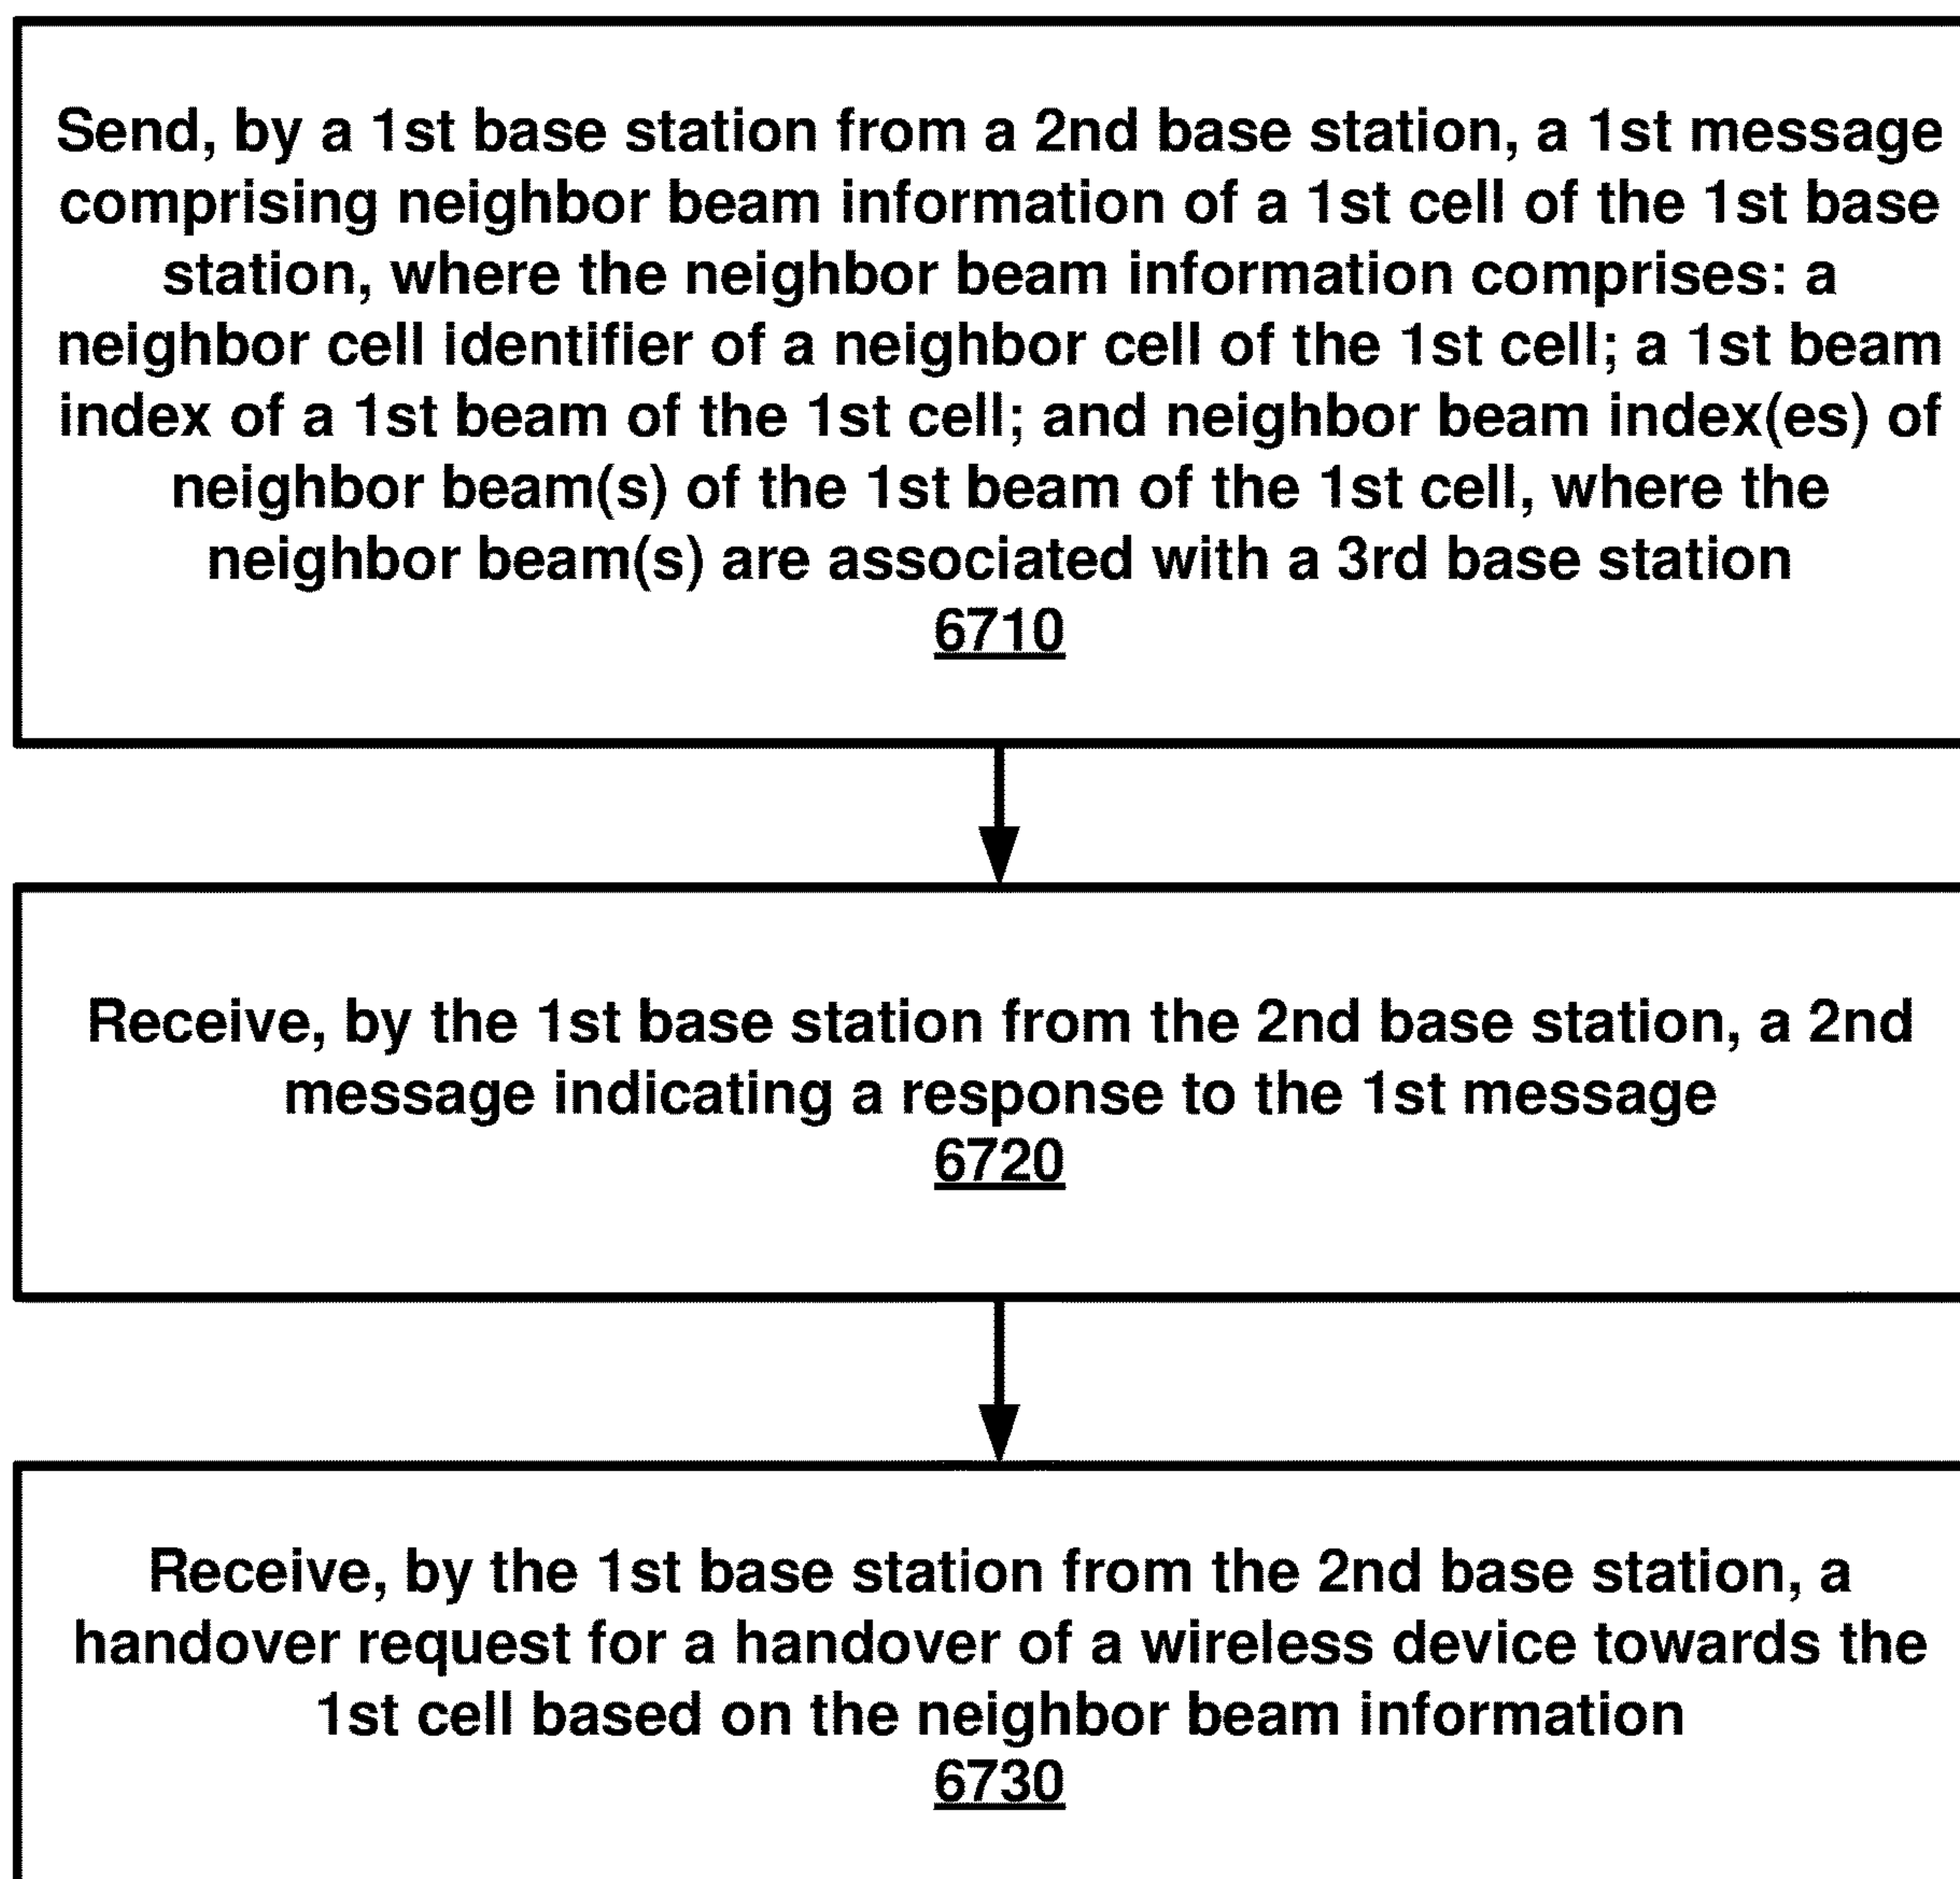 Send, by a 1st base station from a 2nd base station, a 1st message
comprising neighbor beam information of a 1st cell of the 1st base
station, where the neighbor beam information comprises: a
neighbor cell identifier of a neighbor cell of the 1st cell; a 1st beam
index of a 1st beam of the 1st cell; and neighbor beam index(es) of
neighbor beam(s) of the 1st beam of the 1st cell, where the
neighbor beam(s) are associated with a 3rd base station
6710
Receive, by the 1st base station from the 2nd base station, a 2nd
message indicating a response to the 1st message
6720
Receive, by the 1st base station from the 2nd base station, a
handover request for a handover of a wireless device towards the
1st cell based on the neighbor beam information
6730